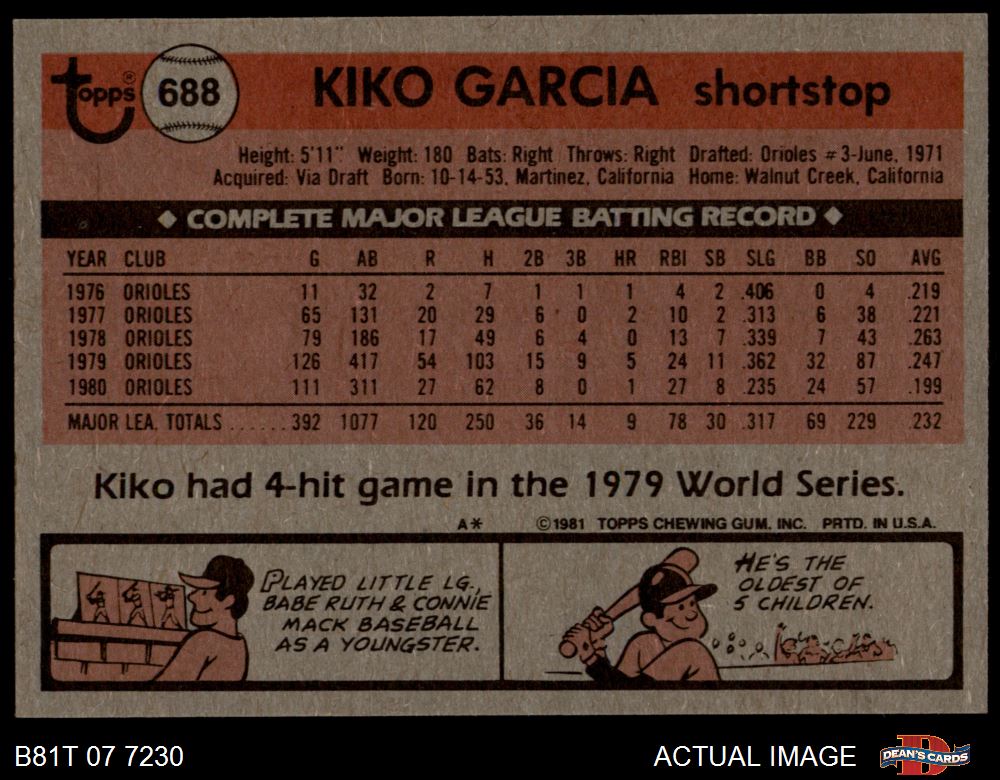 topps® 688 KIKO GARCIA shortstop
Height: 5'11" Weight: 180 Bats: Right Throws: Right Drafted: Orioles #3-June, 1971
Acquired: Via Draft Born: 10-14-53, Martinez, California Home: Walnut Creek, California
◆ COMPLETE MAJOR LEAGUE BATTING RECORD ◆
YEAR CLUB G AB R H 2B 3B HR RBI SB SLG BB SO AVG
1976 ORIOLES 11 32 2 7 1 1 1 4 2 .406 0 4 .219
1977 ORIOLES 65 131 20 29 6 0 2 10 2 .313 6 38 .221
1978 ORIOLES 79 186 17 49 6 4 0 13 7 .339 7 43 .263
1979 ORIOLES 126 417 54 103 15 9 5 24 11 .362 32 87 .247
1980 ORIOLES 111 311 27 62 8 0 1 27 8 .235 24 57 .199
MAJOR LEA. TOTALS ...... 392 1077 120 250 36 14 9 78 30 .317 69 229 .232
Kiko had 4-hit game in the 1979 World Series.
A* ©1981 TOPPS CHEWING GUM, INC. PRTD. IN U.S.A.
PLAYED LITTLE LG.,
BABE RUTH & CONNIE
MACK BASEBALL
AS A YOUNGSTER.
HE'S THE
OLDEST OF
5 CHILDREN.
B81T 07 7230 ACTUAL IMAGE DEAN'S CARDS